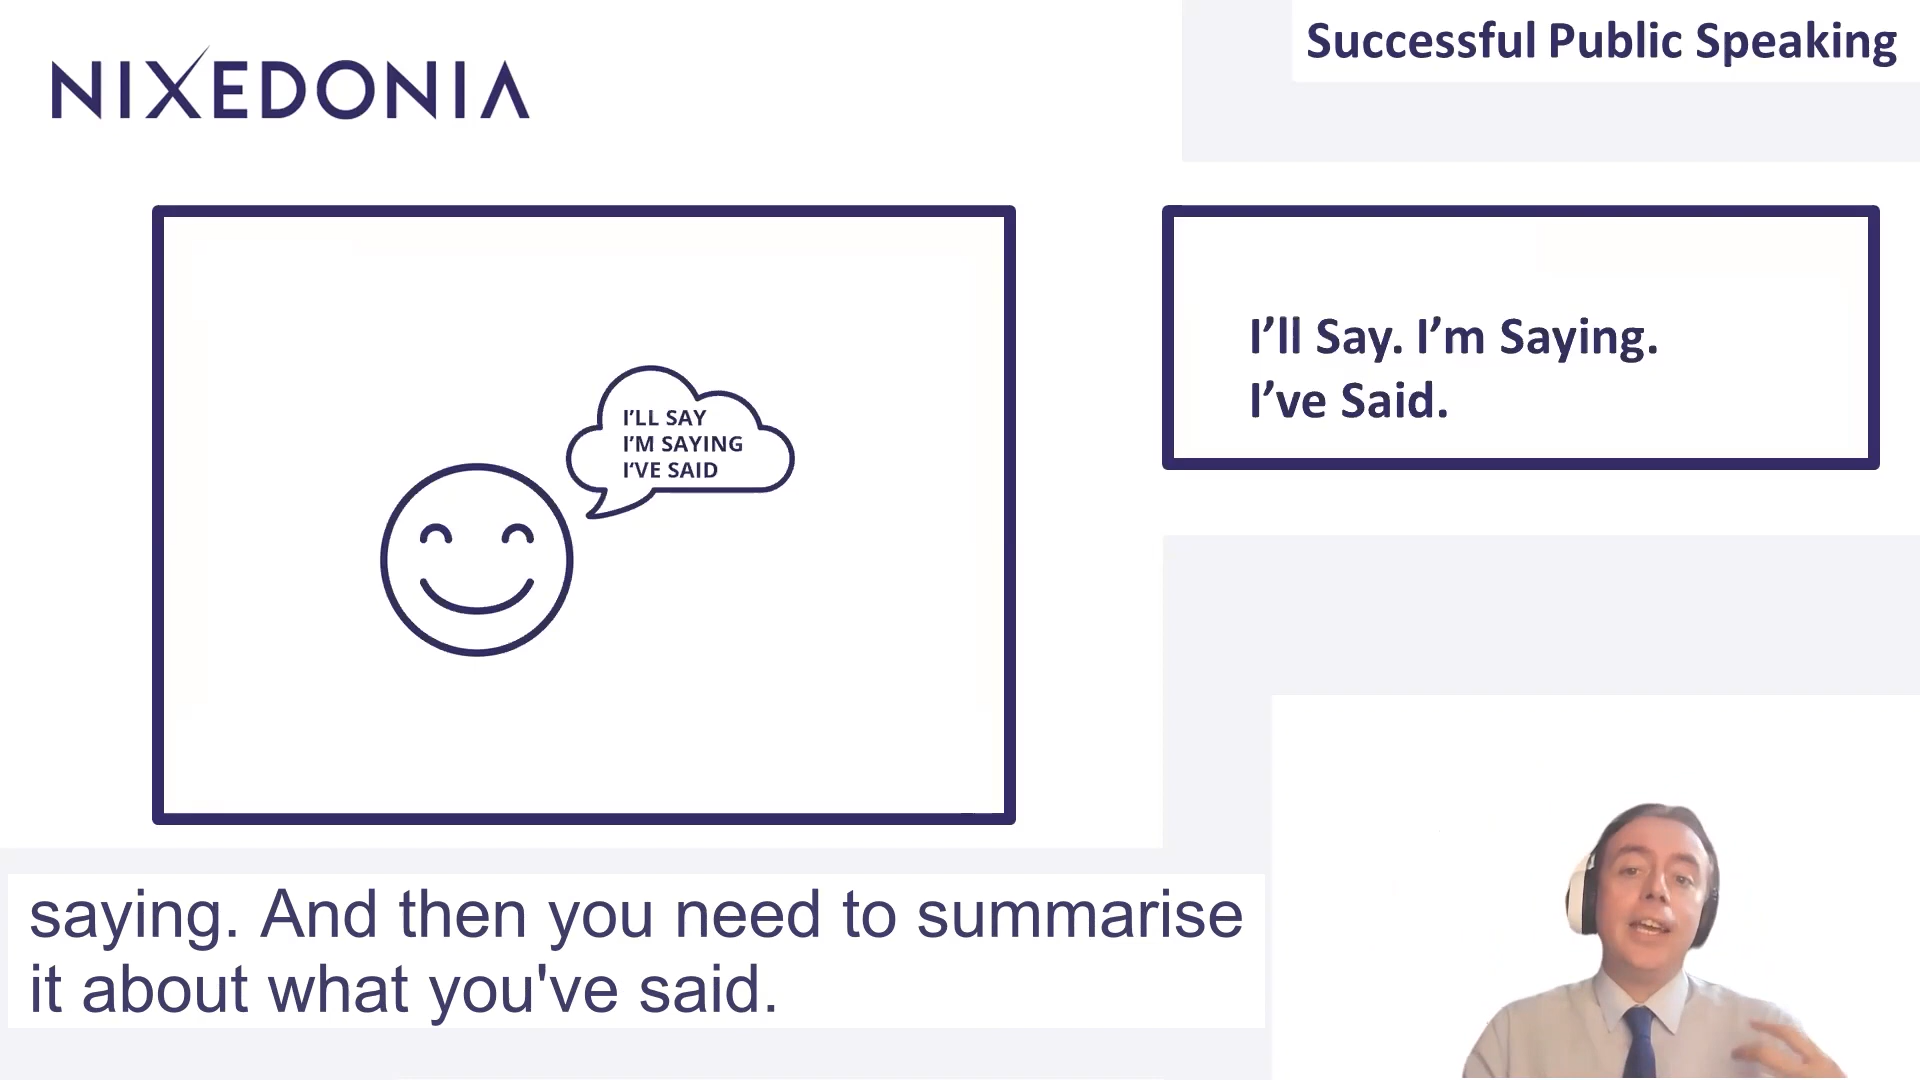 NIXEDONIA
Successful Public Speaking
I'LL SAY
I'M SAYING
I'VE SAID
I’ll Say. I’m Saying.
I’ve Said.
saying. And then you need to summarise
it about what you've said.